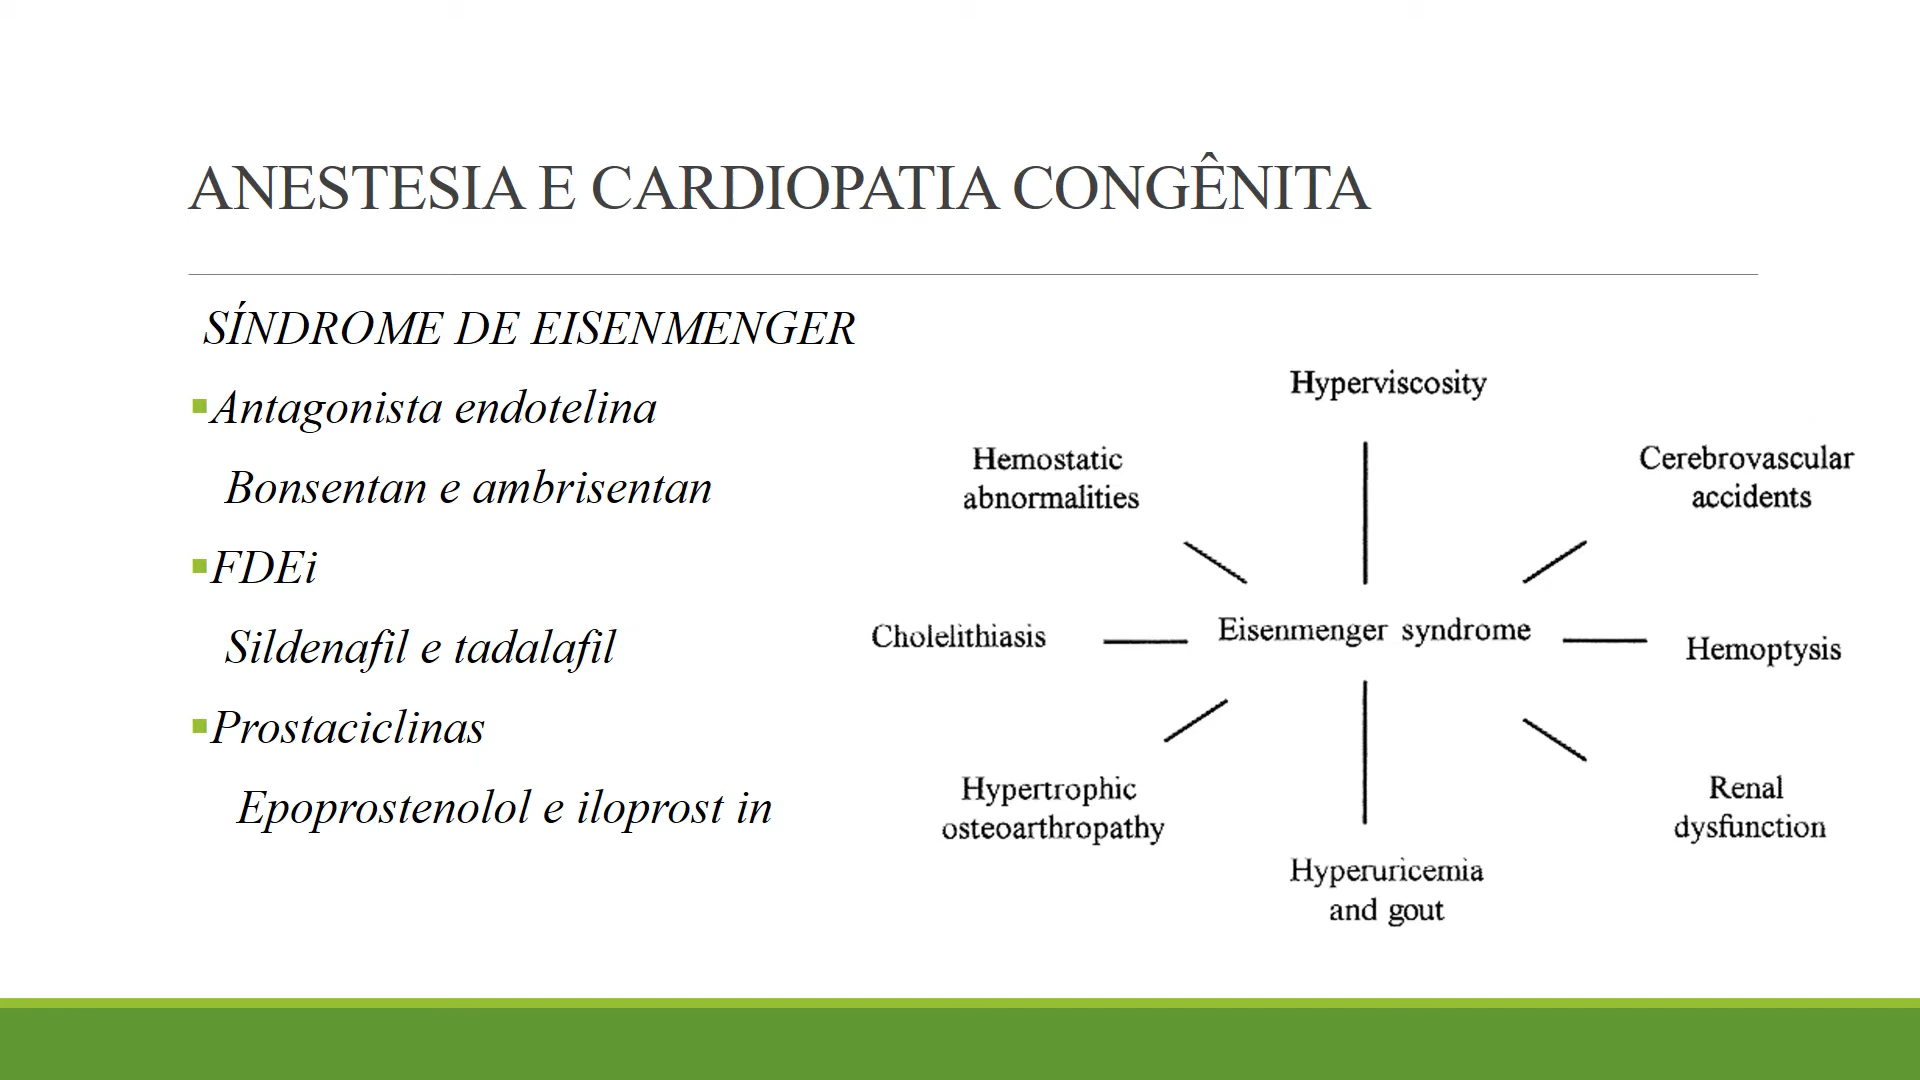 ANESTESIA E CARDIOPATIA CONGÊNITA
SÍNDROME DE EISENMENGER
Antagonista endotelina
Bonsentan e ambrisentan
FDEi
Sildenafil e tadalafil
Prostaciclinas
Epoprostenolol e iloprost in
Hyperviscosity
Hemostatic
abnormalities
Cerebrovascular
accidents
Cholelithiasis
Eisenmenger syndrome
Hemoptysis
Hypertrophic
osteoarthropathy
Renal
dysfunction
Hyperuricemia
and gout